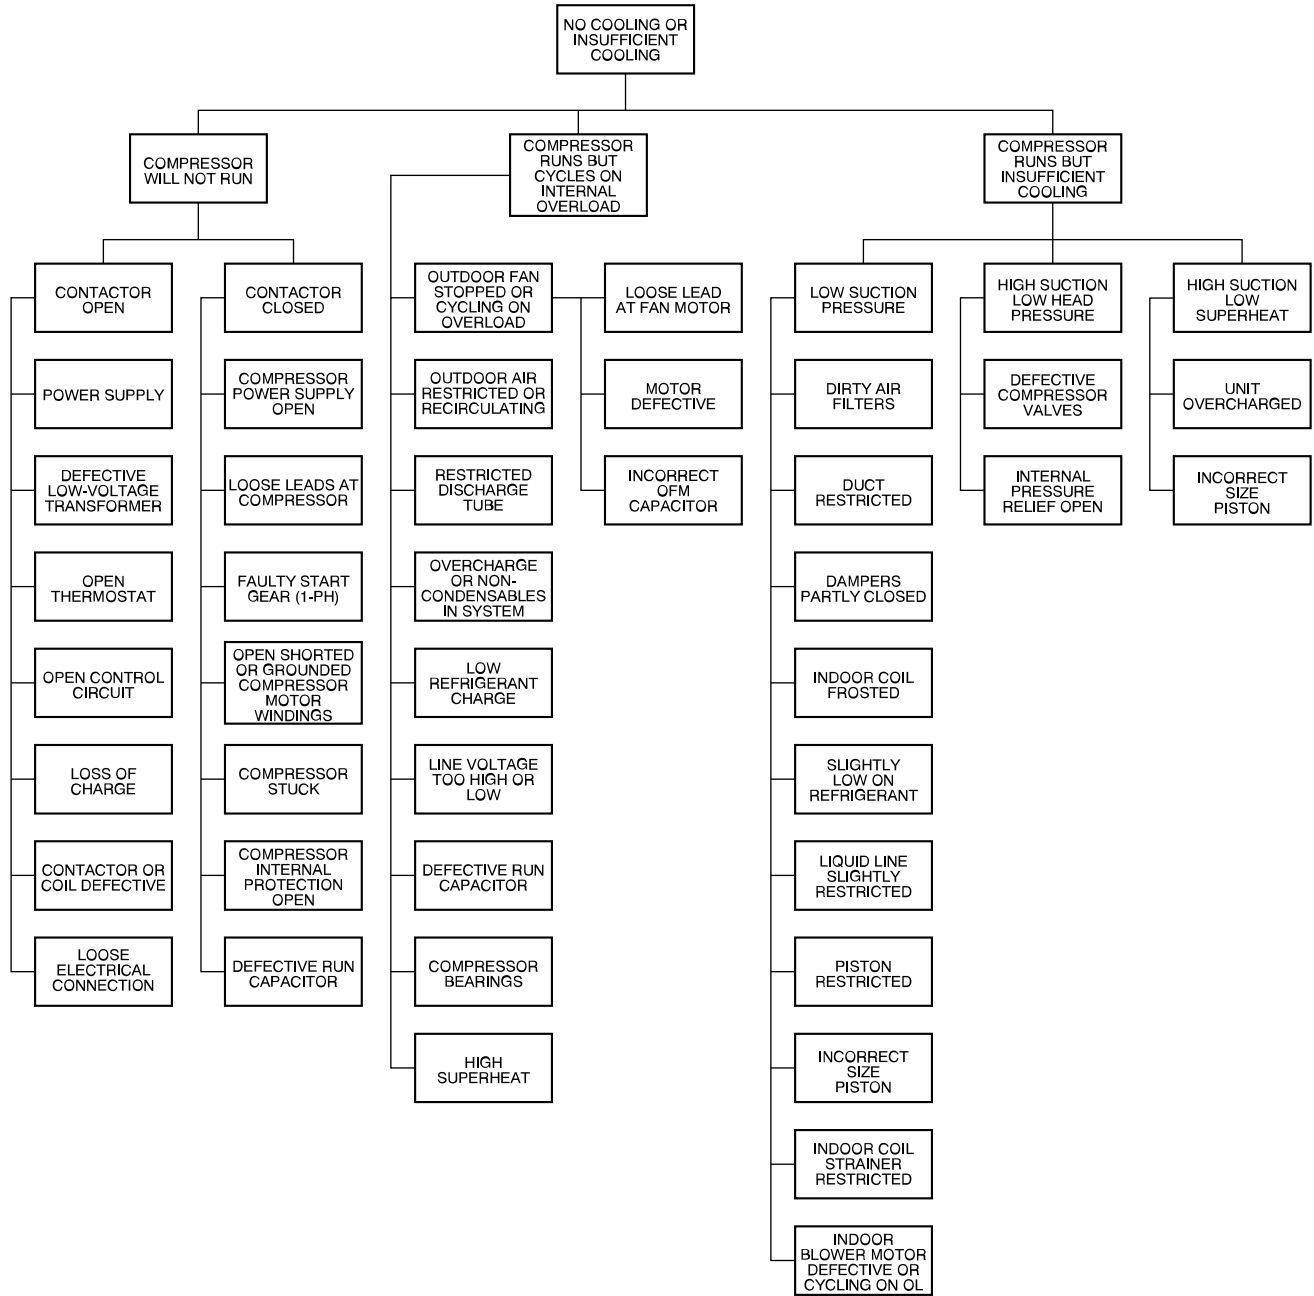 NO COOLING OR
INSUFFICIENT
COOLING
COMPRESSOR
WILL NOT RUN
COMPRESSOR
RUNS BUT
CYCLES ON
INTERNAL
OVERLOAD
COMPRESSOR
RUNS BUT
INSUFFICIENT
COOLING
CONTACTOR
OPEN
POWER SUPPLY
DEFECTIVE
LOW-VOLTAGE
TRANSFORMER
OPEN
THERMOSTAT
OPEN CONTROL
CIRCUIT
LOSS OF
CHARGE
CONTACTOR OR
COIL DEFECTIVE
LOOSE
ELECTRICAL
CONNECTION
CONTACTOR
CLOSED
COMPRESSOR
POWER SUPPLY
OPEN
LOOSE LEADS AT
COMPRESSOR
FAULTY START
GEAR (1-PH)
OPEN SHORTED
OR GROUNDED
COMPRESSOR
MOTOR
WINDINGS
COMPRESSOR
STUCK
COMPRESSOR
INTERNAL
PROTECTION
OPEN
DEFECTIVE RUN
CAPACITOR
OUTDOOR FAN
STOPPED OR
CYCLING ON
OVERLOAD
OUTDOOR AIR
RESTRICTED OR
RECIRCULATING
RESTRICTED
DISCHARGE
TUBE
OVERCHARGE
OR NON-
CONDENSABLES
IN SYSTEM
LOW
REFRIGERANT
CHARGE
LINE VOLTAGE
TOO HIGH OR
LOW
DEFECTIVE RUN
CAPACITOR
COMPRESSOR
BEARINGS
HIGH
SUPERHEAT
LOOSE LEAD
AT FAN MOTOR
MOTOR
DEFECTIVE
INCORRECT
OFM
CAPACITOR
LOW SUCTION
PRESSURE
DIRTY AIR
FILTERS
DUCT
RESTRICTED
DAMPERS
PARTLY CLOSED
INDOOR COIL
FROSTED
SLIGHTLY
LOW ON
REFRIGERANT
LIQUID LINE
SLIGHTLY
RESTRICTED
PISTON
RESTRICTED
INCORRECT
SIZE
PISTON
INDOOR COIL
STRAINER
RESTRICTED
INDOOR
BLOWER MOTOR
DEFECTIVE OR
CYCLING ON OL
HIGH SUCTION
LOW HEAD
PRESSURE
DEFECTIVE
COMPRESSOR
VALVES
INTERNAL
PRESSURE
RELIEF OPEN
HIGH SUCTION
LOW
SUPERHEAT
UNIT
OVERCHARGED
INCORRECT
SIZE
PISTON